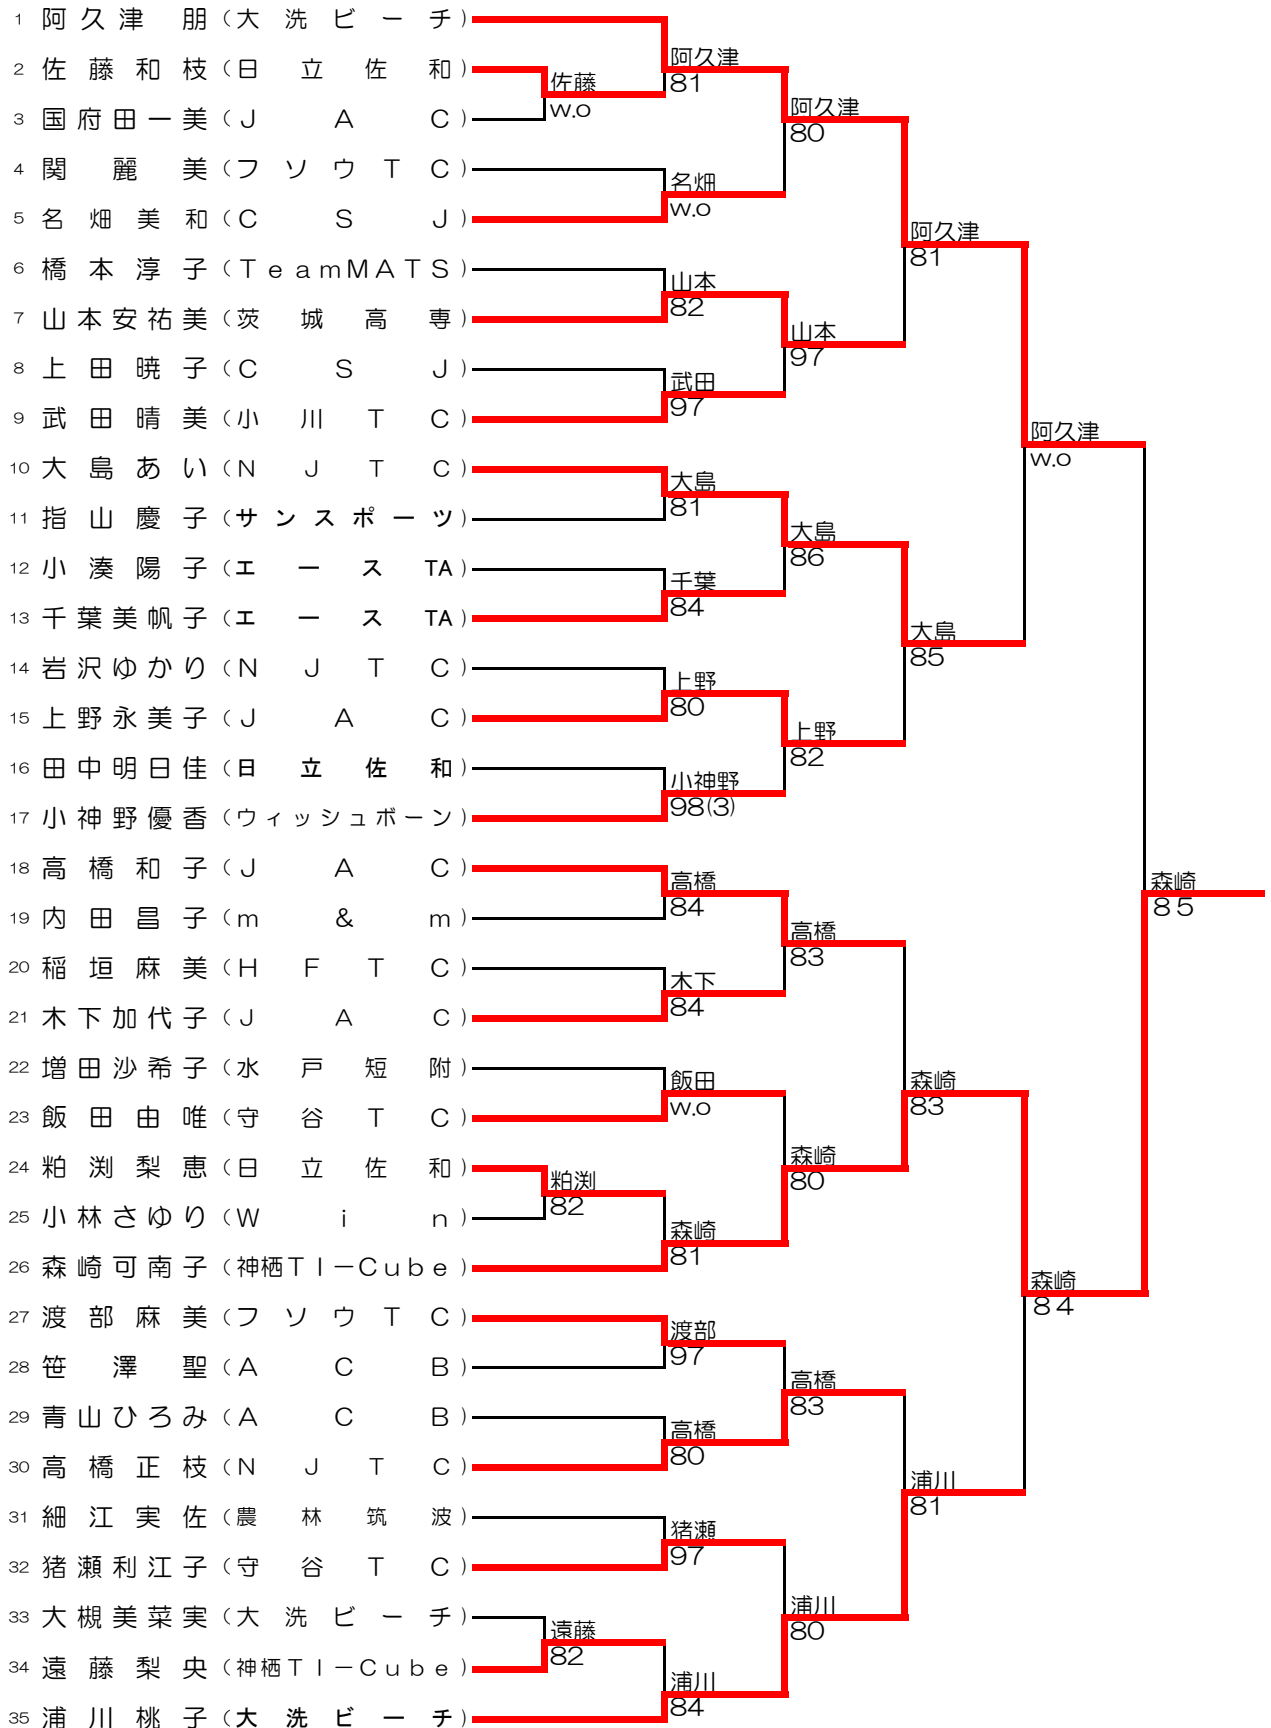 1 阿久津 朋 (大洗ビーチ)
2 佐藤和枝 (日立佐和)
3 国府田一美 (JAC)
4 関 麗美 (フソウTC)
5 名畑美和 (CSJ)
6 橋本淳子 (TeamMATS)
7 山本安祐美 (茨城高専)
8 上田暁子 (CSJ)
9 武田晴美 (小川TC)
10 大島あい (NJTC)
11 指山慶子 (サンスポーツ)
12 小湊陽子 (エースTA)
13 千葉美帆子 (エースTA)
14 岩沢ゆかり (NJTC)
15 上野永美子 (JAC)
16 田中明日佳 (日立佐和)
17 小神野優香 (ウィッシュボーン)
18 高橋和子 (JAC)
19 内田昌子 (m&m)
20 稲垣麻美 (HFTC)
21 木下加代子 (JAC)
22 増田沙希子 (水戸短附)
23 飯田由唯 (守谷TC)
24 粕渕梨恵 (日立佐和)
25 小林さゆり (Win)
26 森崎可南子 (神栖TI-Cube)
27 渡部麻美 (フソウTC)
28 笹澤 聖 (ACB)
29 青山ひろみ (ACB)
30 高橋正枝 (NJTC)
31 細江実佐 (農林筑波)
32 猪瀬利江子 (守谷TC)
33 大槻美菜実 (大洗ビーチ)
34 遠藤梨央 (神栖TI-Cube)
35 浦川桃子 (大洗ビーチ)
佐藤
w.o
粕渕
82
遠藤
82
阿久津
81
名畑
w.o
山本
82
武田
97
大島
81
千葉
84
上野
80
小神野
98(3)
高橋
84
木下
84
飯田
w.o
森崎
81
渡部
97
高橋
80
猪瀬
97
浦川
84
阿久津
80
山本
97
大島
86
上野
82
高橋
83
森崎
80
高橋
83
浦川
80
阿久津
81
大島
85
森崎
83
浦川
81
阿久津
w.o
森崎
84
森崎
85